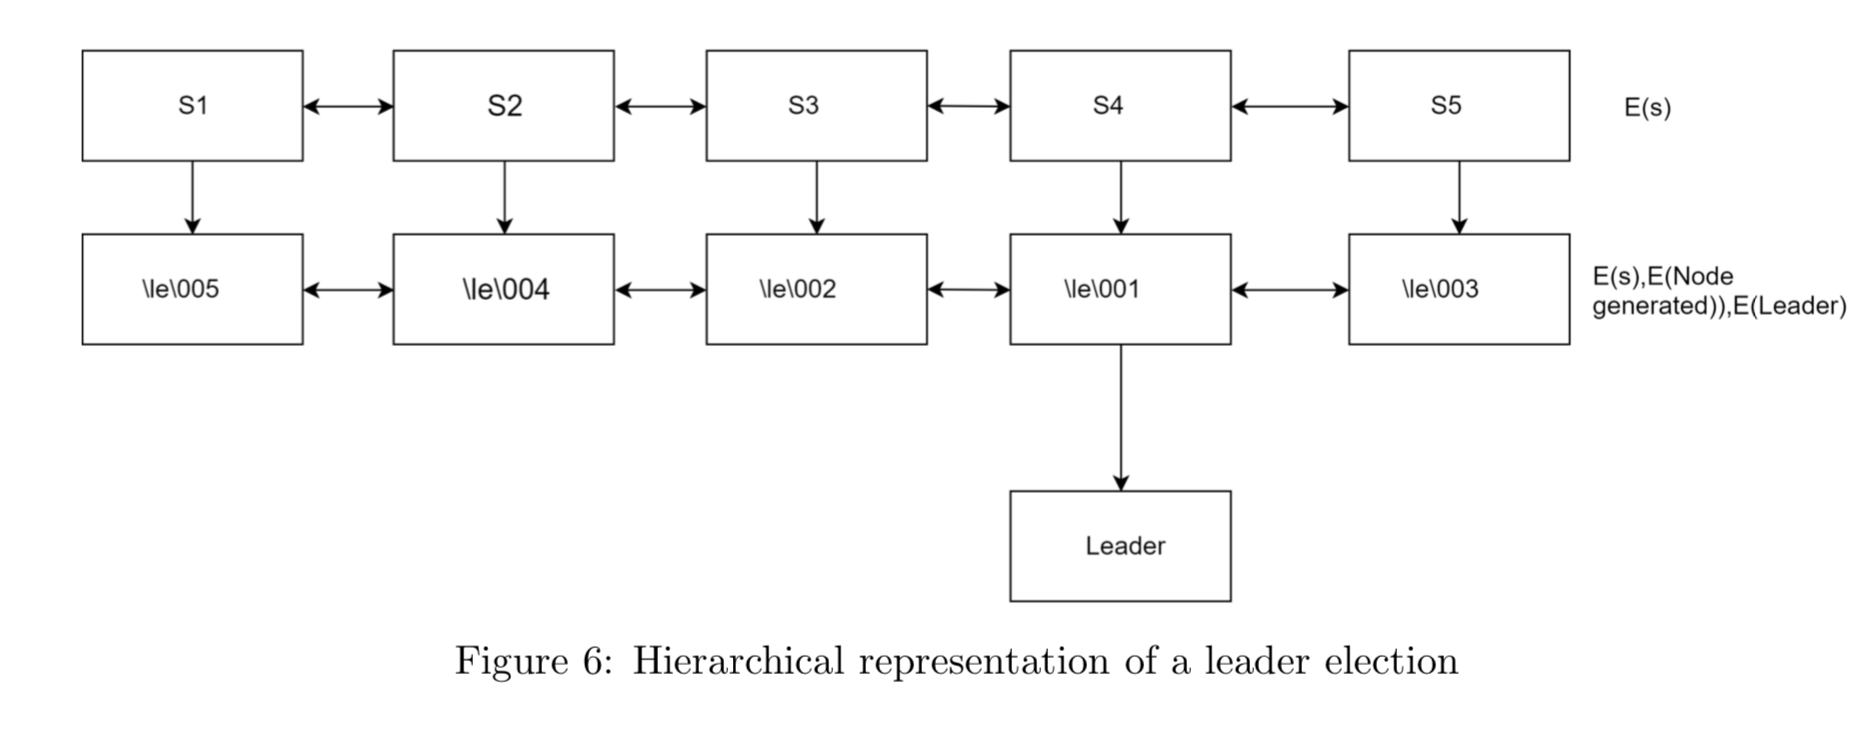 S1 S2 S3 S4 S5 E(s)
\le\005 \le\004 \le\002 \le\001 \le\003 E(s),E(Node
generated)),E(Leader)
Leader
Figure 6: Hierarchical representation of a leader election